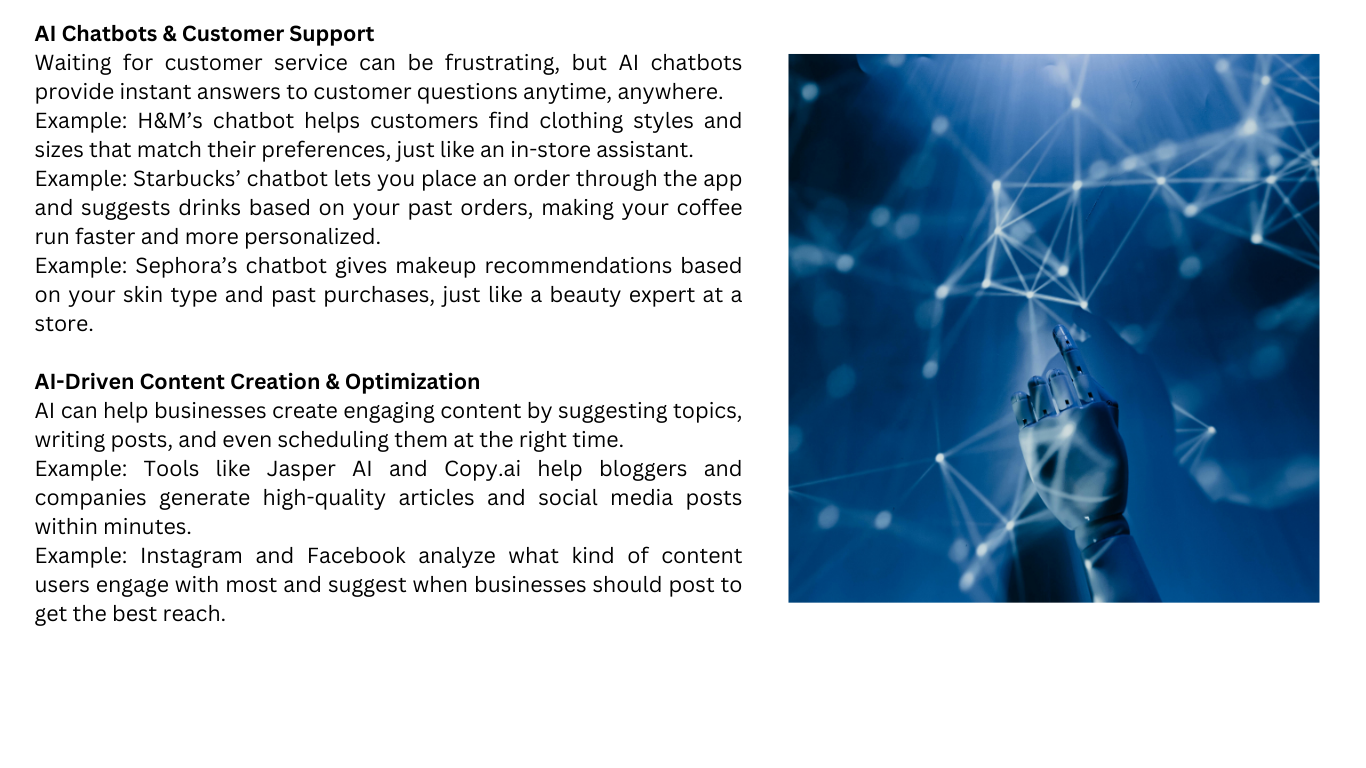 AI Chatbots & Customer Support
Waiting for customer service can be frustrating, but AI chatbots
provide instant answers to customer questions anytime, anywhere.
Example: H&M’s chatbot helps customers find clothing styles and
sizes that match their preferences, just like an in-store assistant.
Example: Starbucks’ chatbot lets you place an order through the app
and suggests drinks based on your past orders, making your coffee
run faster and more personalized.
Example: Sephora’s chatbot gives makeup recommendations based
on your skin type and past purchases, just like a beauty expert at a
store.
AI-Driven Content Creation & Optimization
AI can help businesses create engaging content by suggesting topics,
writing posts, and even scheduling them at the right time.
Example: Tools like Jasper AI and Copy.ai help bloggers and
companies generate high-quality articles and social media posts
within minutes.
Example: Instagram and Facebook analyze what kind of content
users engage with most and suggest when businesses should post to
get the best reach.